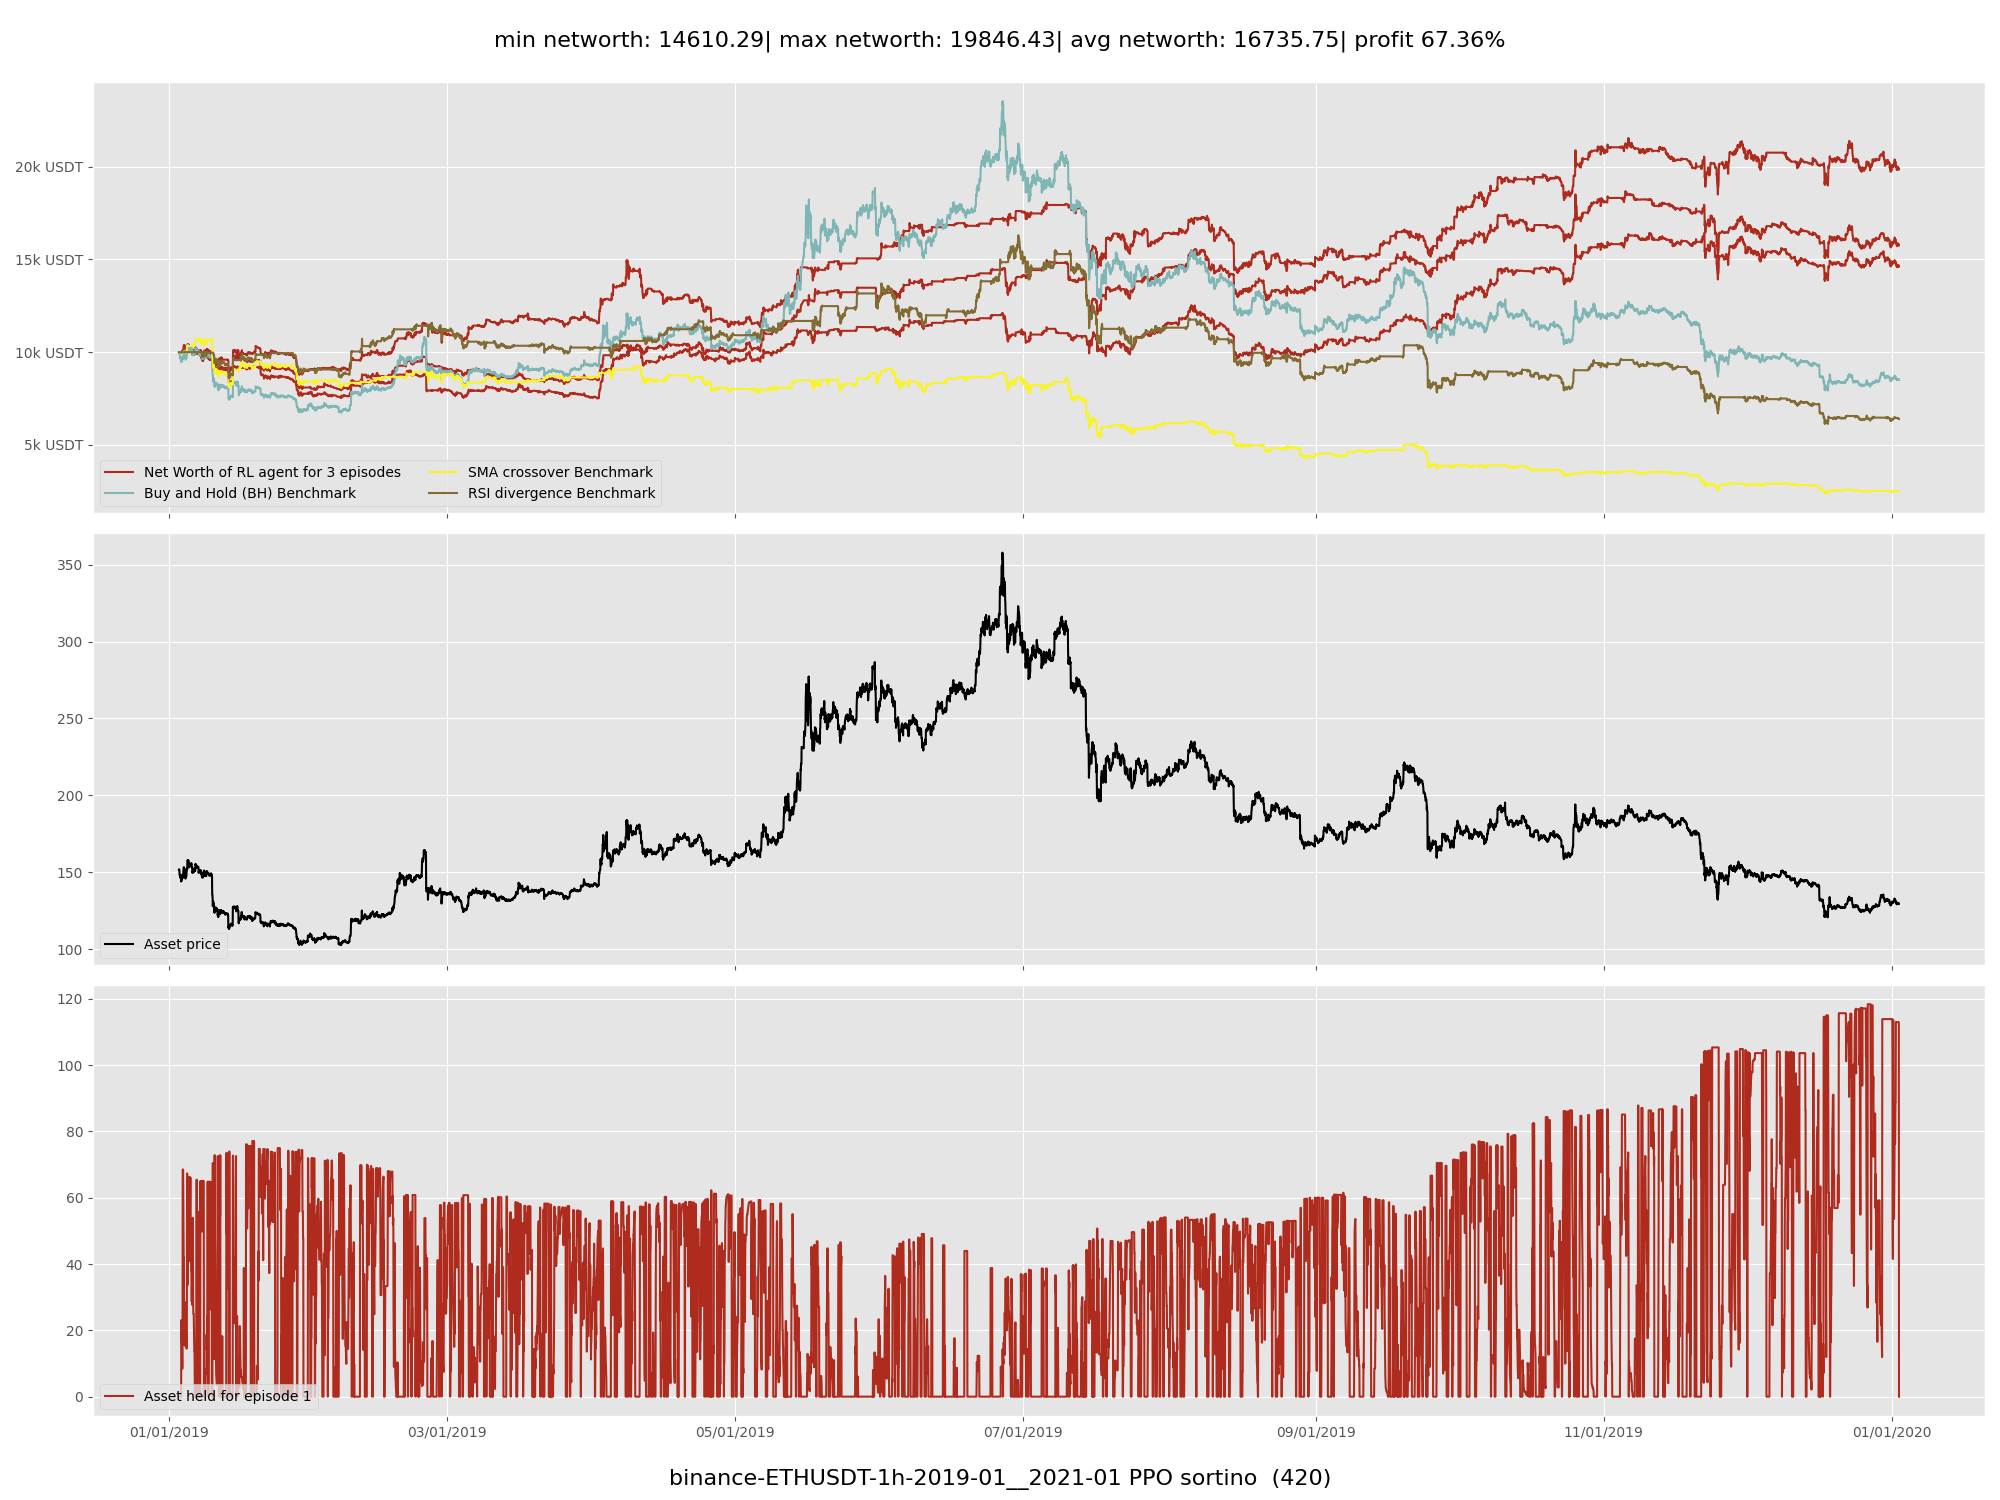 min networth: 14610.29| max networth: 19846.43| avg networth: 16735.75| profit 67.36%
20k USDT
15k USDT
10k USDT
5k USDT
Net Worth of RL agent for 3 episodes
Buy and Hold (BH) Benchmark
SMA crossover Benchmark
RSI divergence Benchmark
350
300
250
200
150
100
Asset price
120
100
80
60
40
20
0
Asset held for episode 1
01/01/2019
03/01/2019
05/01/2019
07/01/2019
09/01/2019
11/01/2019
01/01/2020
binance-ETHUSDT-1h-2019-01__2021-01 PPO sortino  (420)